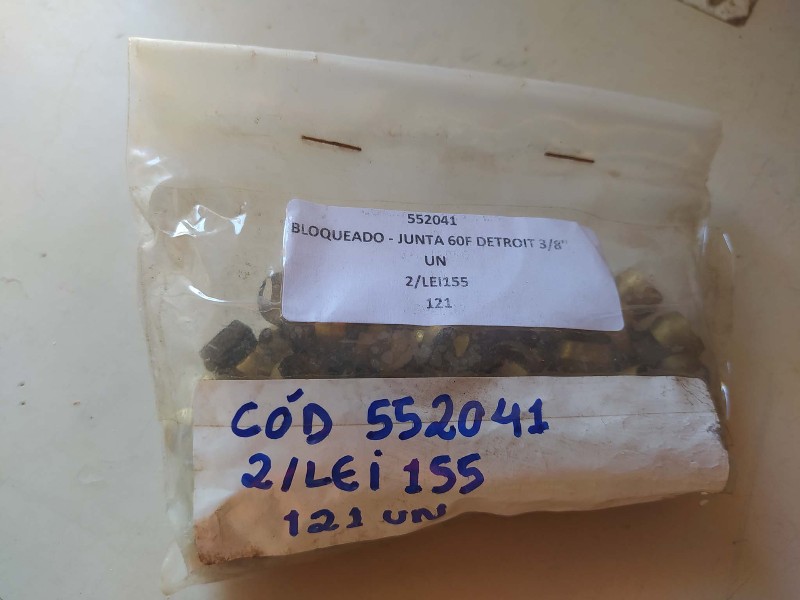 552041
BLOQUEADO - JUNTA 60F DETROIT 3/8"
UN
2/LEI155
121
CÓD 552041
2/LEi 155
121 UN